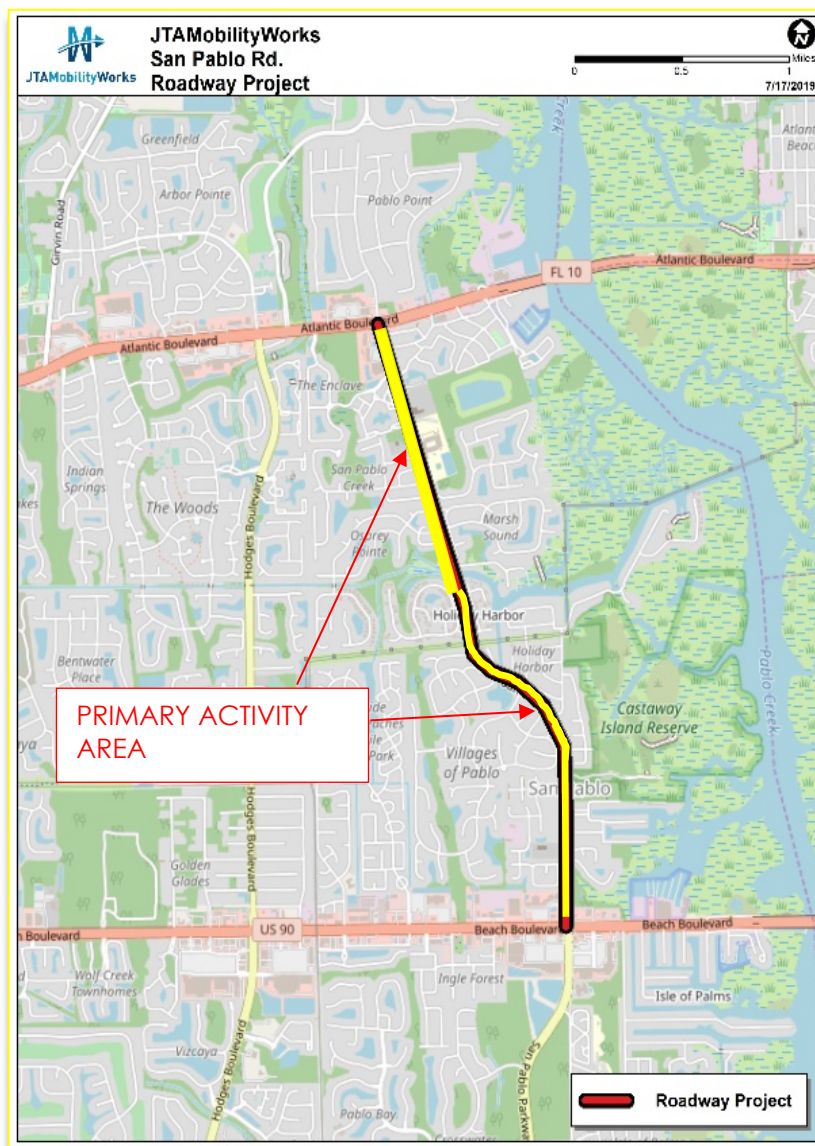 JTAMobilityWorks
JTAMobilityWorks
San Pablo Rd.
Roadway Project
N
Miles
0
0.5
1
7/17/2019
Greenfield
Creek
Atlantic
Arbor Pointe
Pablo Point
Girvin Road
Atlantic Boulevard
FL 10
Atlantic Boulevard
Atlantic Boulevard
The Enclave
Indian
Springs
San Pablo
Creek
The Woods
Hodges Boulevard
Osprey
Pointe
Marsh
Sound
Holiday Harbor
Bentwater
Place
Holiday
Harbor
Pablo Creek
PRIMARY ACTIVITY
AREA
Castaway
Island Reserve
Villages
of Pablo
San Pablo
Hodges Boulevard
Golden
Glades
US 90
Beach Boulevard
Beach Boulevard
Wolf Creek
Townhomes
Ingle Forest
Isle of Palms
Vizcaya
Hodges Boulevard
San Pablo Parkway
Pablo Bay
Roadway Project